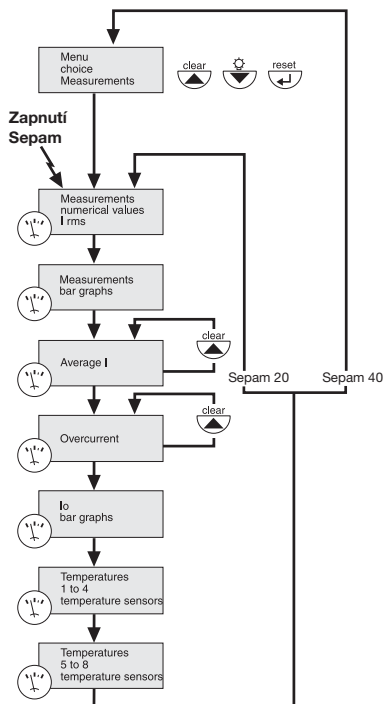 Menu
choice
Measurements
clear
reset
Zapnutí
Sepam
Measurements
numerical values
I rms
Measurements
bar graphs
clear
Average I
Sepam 20 Sepam 40
clear
Overcurrent
Io
bar graphs
Temperatures
1 to 4
temperature sensors
Temperatures
5 to 8
temperature sensors